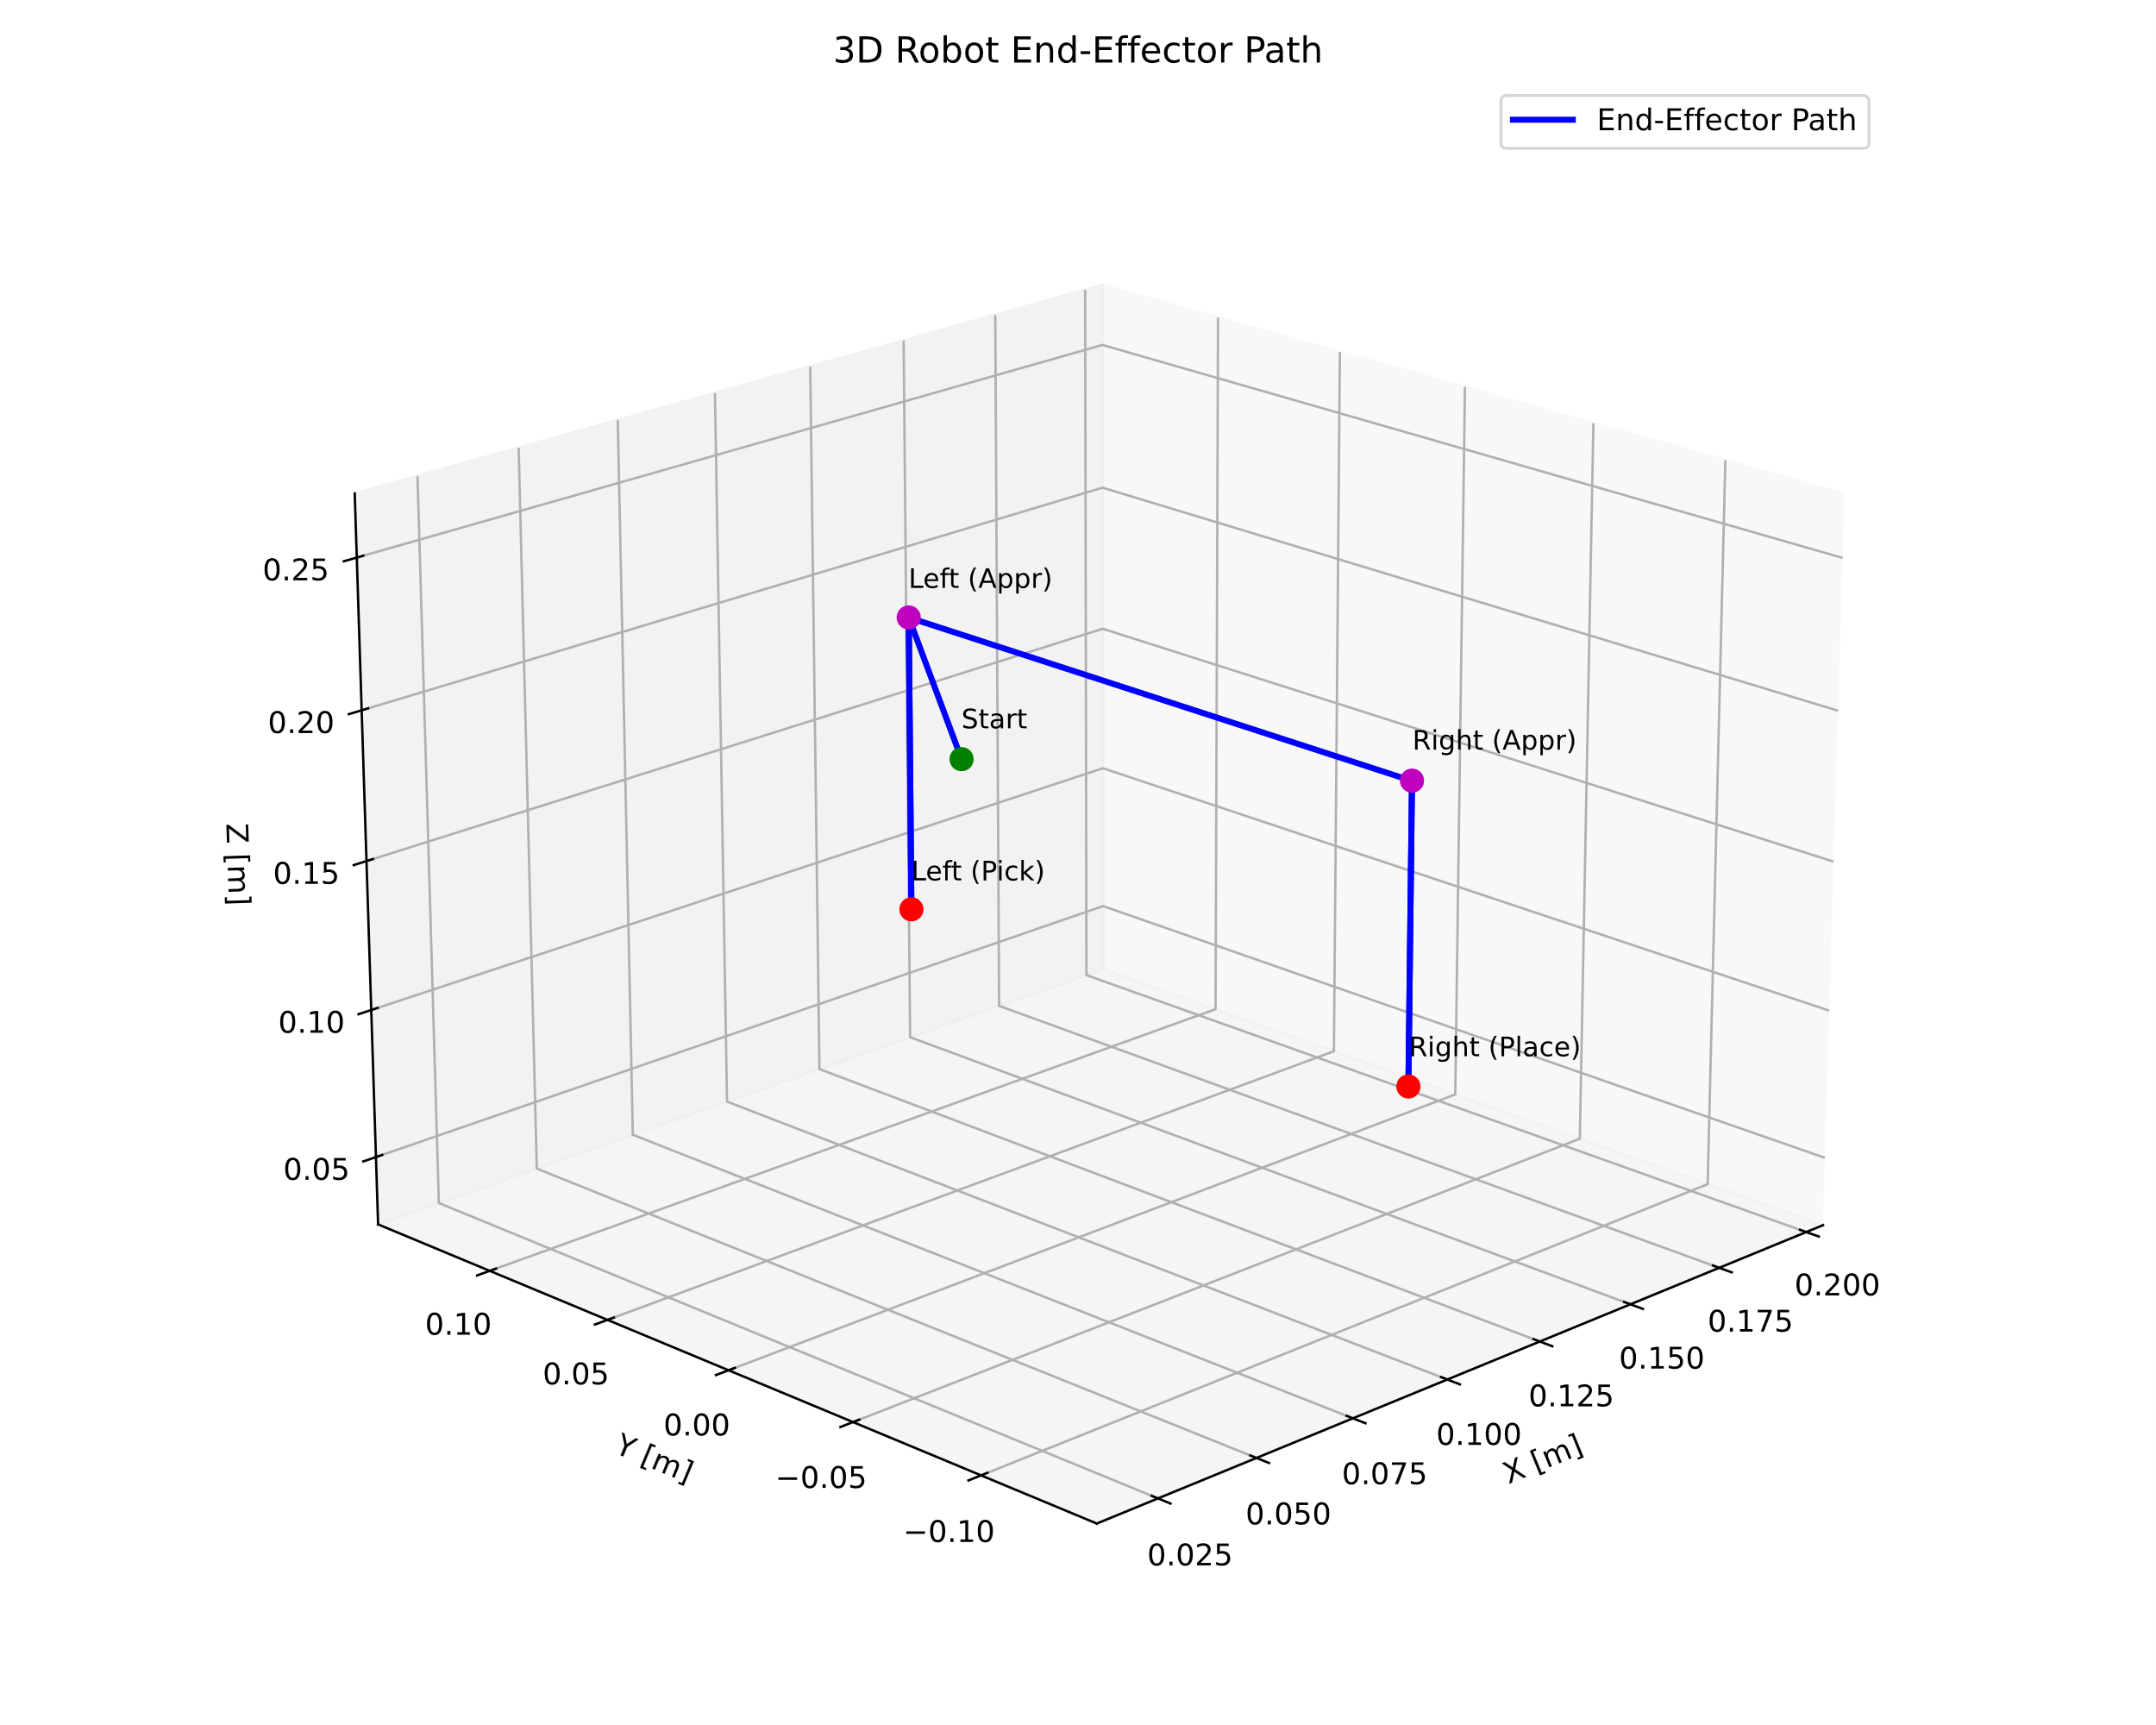 3D Robot End-Effector Path
End-Effector Path
Left (Appr)
Start
Right (Appr)
Left (Pick)
Right (Place)
Z [m]
0.25
0.20
0.15
0.10
0.05
Y [m]
0.10
0.05
0.00
−0.05
−0.10
X [m]
0.025
0.050
0.075
0.100
0.125
0.150
0.175
0.200